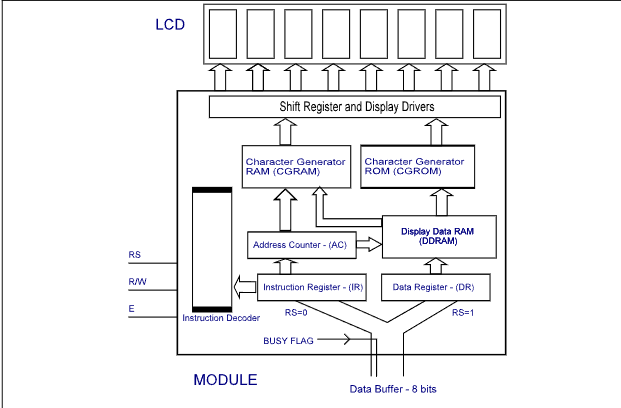 LCD
Shift Register and Display Drivers
Character Generator
RAM (CGRAM)
Character Generator
ROM (CGROM)
Display Data RAM
(DDRAM)
Address Counter - (AC)
RS
R/W
E
Instruction Register - (IR)
Data Register - (DR)
Instruction Decoder
RS=0
RS=1
BUSY FLAG
MODULE
Data Buffer - 8 bits